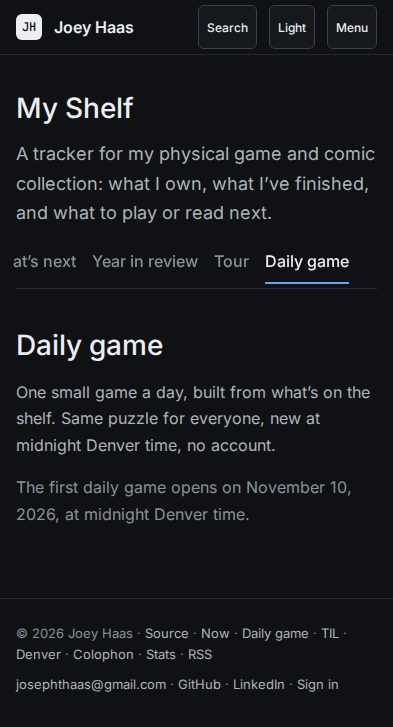 JH Joey Haas Search Light Menu
My Shelf
A tracker for my physical game and comic
collection: what I own, what I’ve finished,
and what to play or read next.
at’s next Year in review Tour Daily game
Daily game
One small game a day, built from what’s on the
shelf. Same puzzle for everyone, new at
midnight Denver time, no account.
The first daily game opens on November 10,
2026, at midnight Denver time.
© 2026 Joey Haas · Source · Now · Daily game · TIL ·
Denver · Colophon · Stats · RSS
josephthaas@gmail.com · GitHub · LinkedIn · Sign in